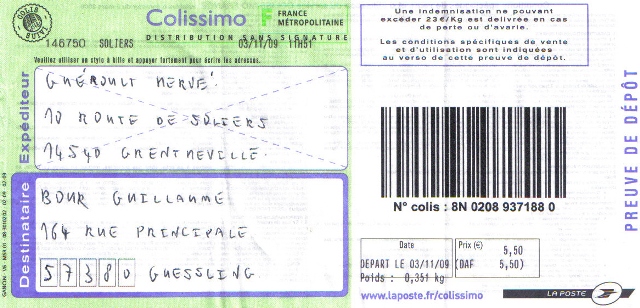 SOLIS
SUIVI
Colissimo
F FRANCE
MÉTROPOLITAINE
DISTRIBUTION SANS SIGNATURE
146750 SOLIERS 03/11/09 11H51
Veuillez utiliser un stylo à bille et appuyer fortement pour écrire les adresses.
Expéditeur
GUÉROULT HERVÉ
10 ROUTE DE SOLIERS
14540 GRENTHEVILLE.
Destinataire
BOUR GUILLAUME
164 RUE PRINCIPALE
57380 GUESSLING
Une indemnisation ne pouvant
excéder 23€/Kg est delivrée en cas
de perte ou d'avarie.
Les conditions spécifiques de vente
et d'utilisation sont indiquées
au verso de cette preuve de dépôt.
N° colis : 8N 0208 937188 0
Date Prix (€) 5,50
DEPART LE 03/11/09 (DAF 5,50)
Poids : 0,351 kg
www.laposte.fr/colissimo
LA POSTE
PREUVE DE DÉPÔT